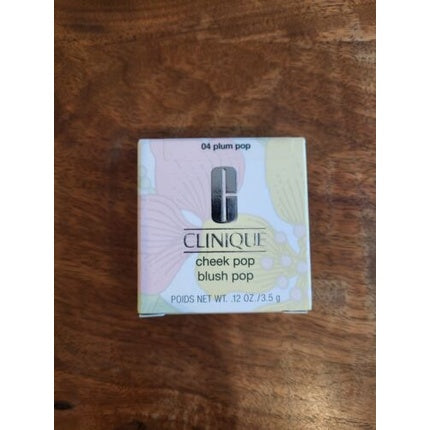 04 plum pop
CLINIQUE
cheek pop
blush pop
POIDS NET WT. .12 OZ./3.5 g